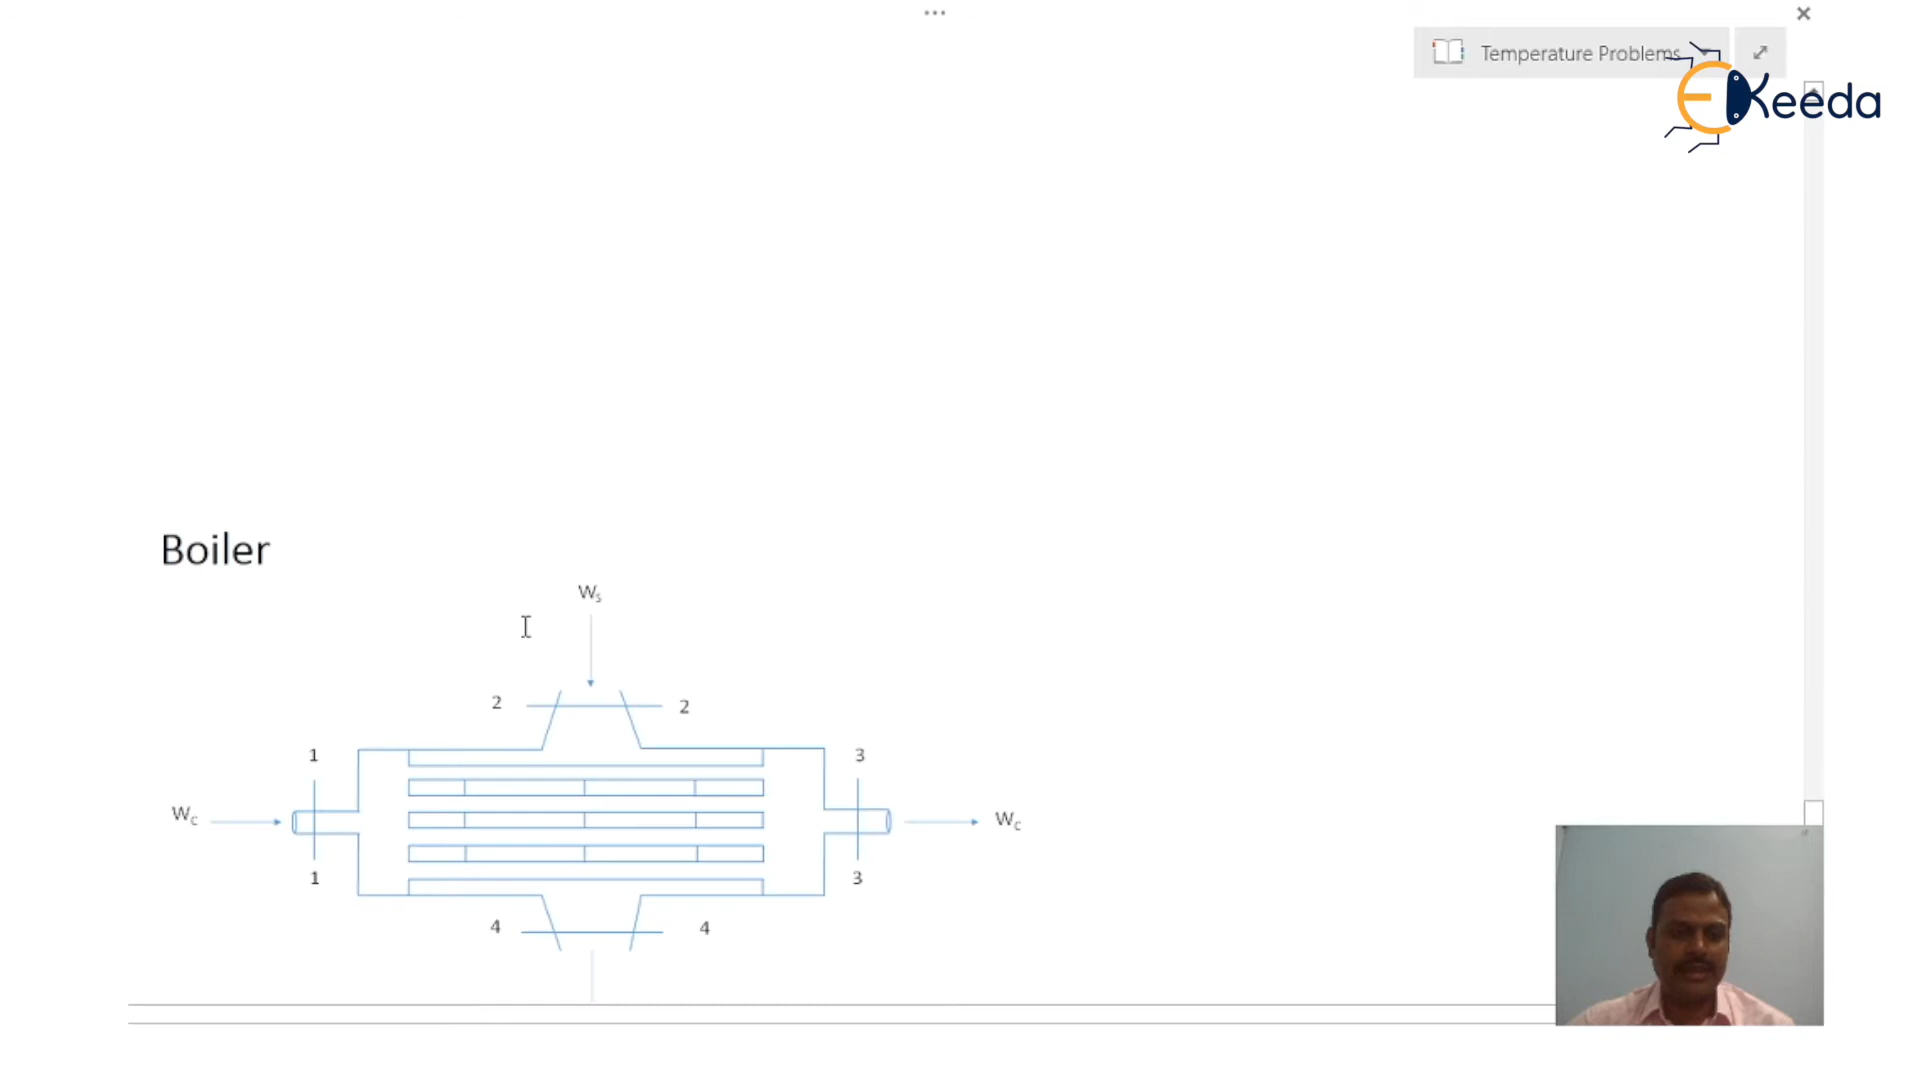 ...
×
Temperature Problems
EKeeda
Boiler
Ws
2
2
1
3
Wc
Wc
1
3
4
4